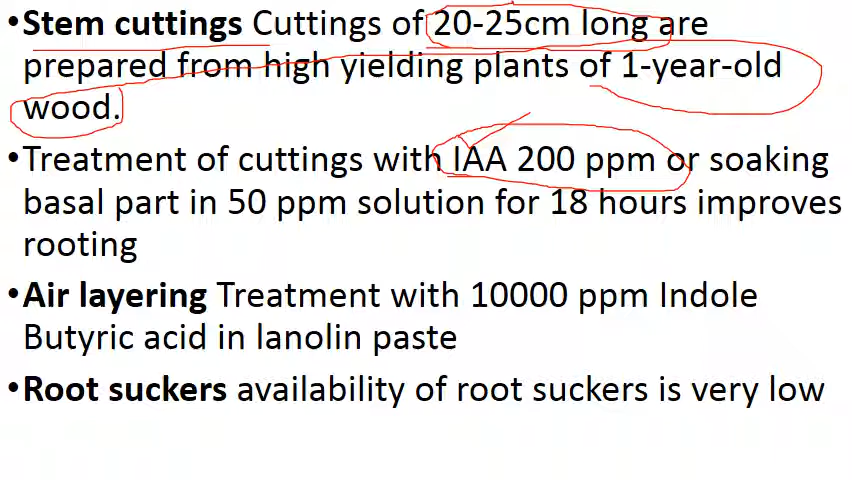 •Stem cuttings Cuttings of 20-25cm long are
prepared from high yielding plants of 1-year-old
wood.
•Treatment of cuttings with IAA 200 ppm or soaking
basal part in 50 ppm solution for 18 hours improves
rooting
•Air layering Treatment with 10000 ppm Indole
Butyric acid in lanolin paste
•Root suckers availability of root suckers is very low